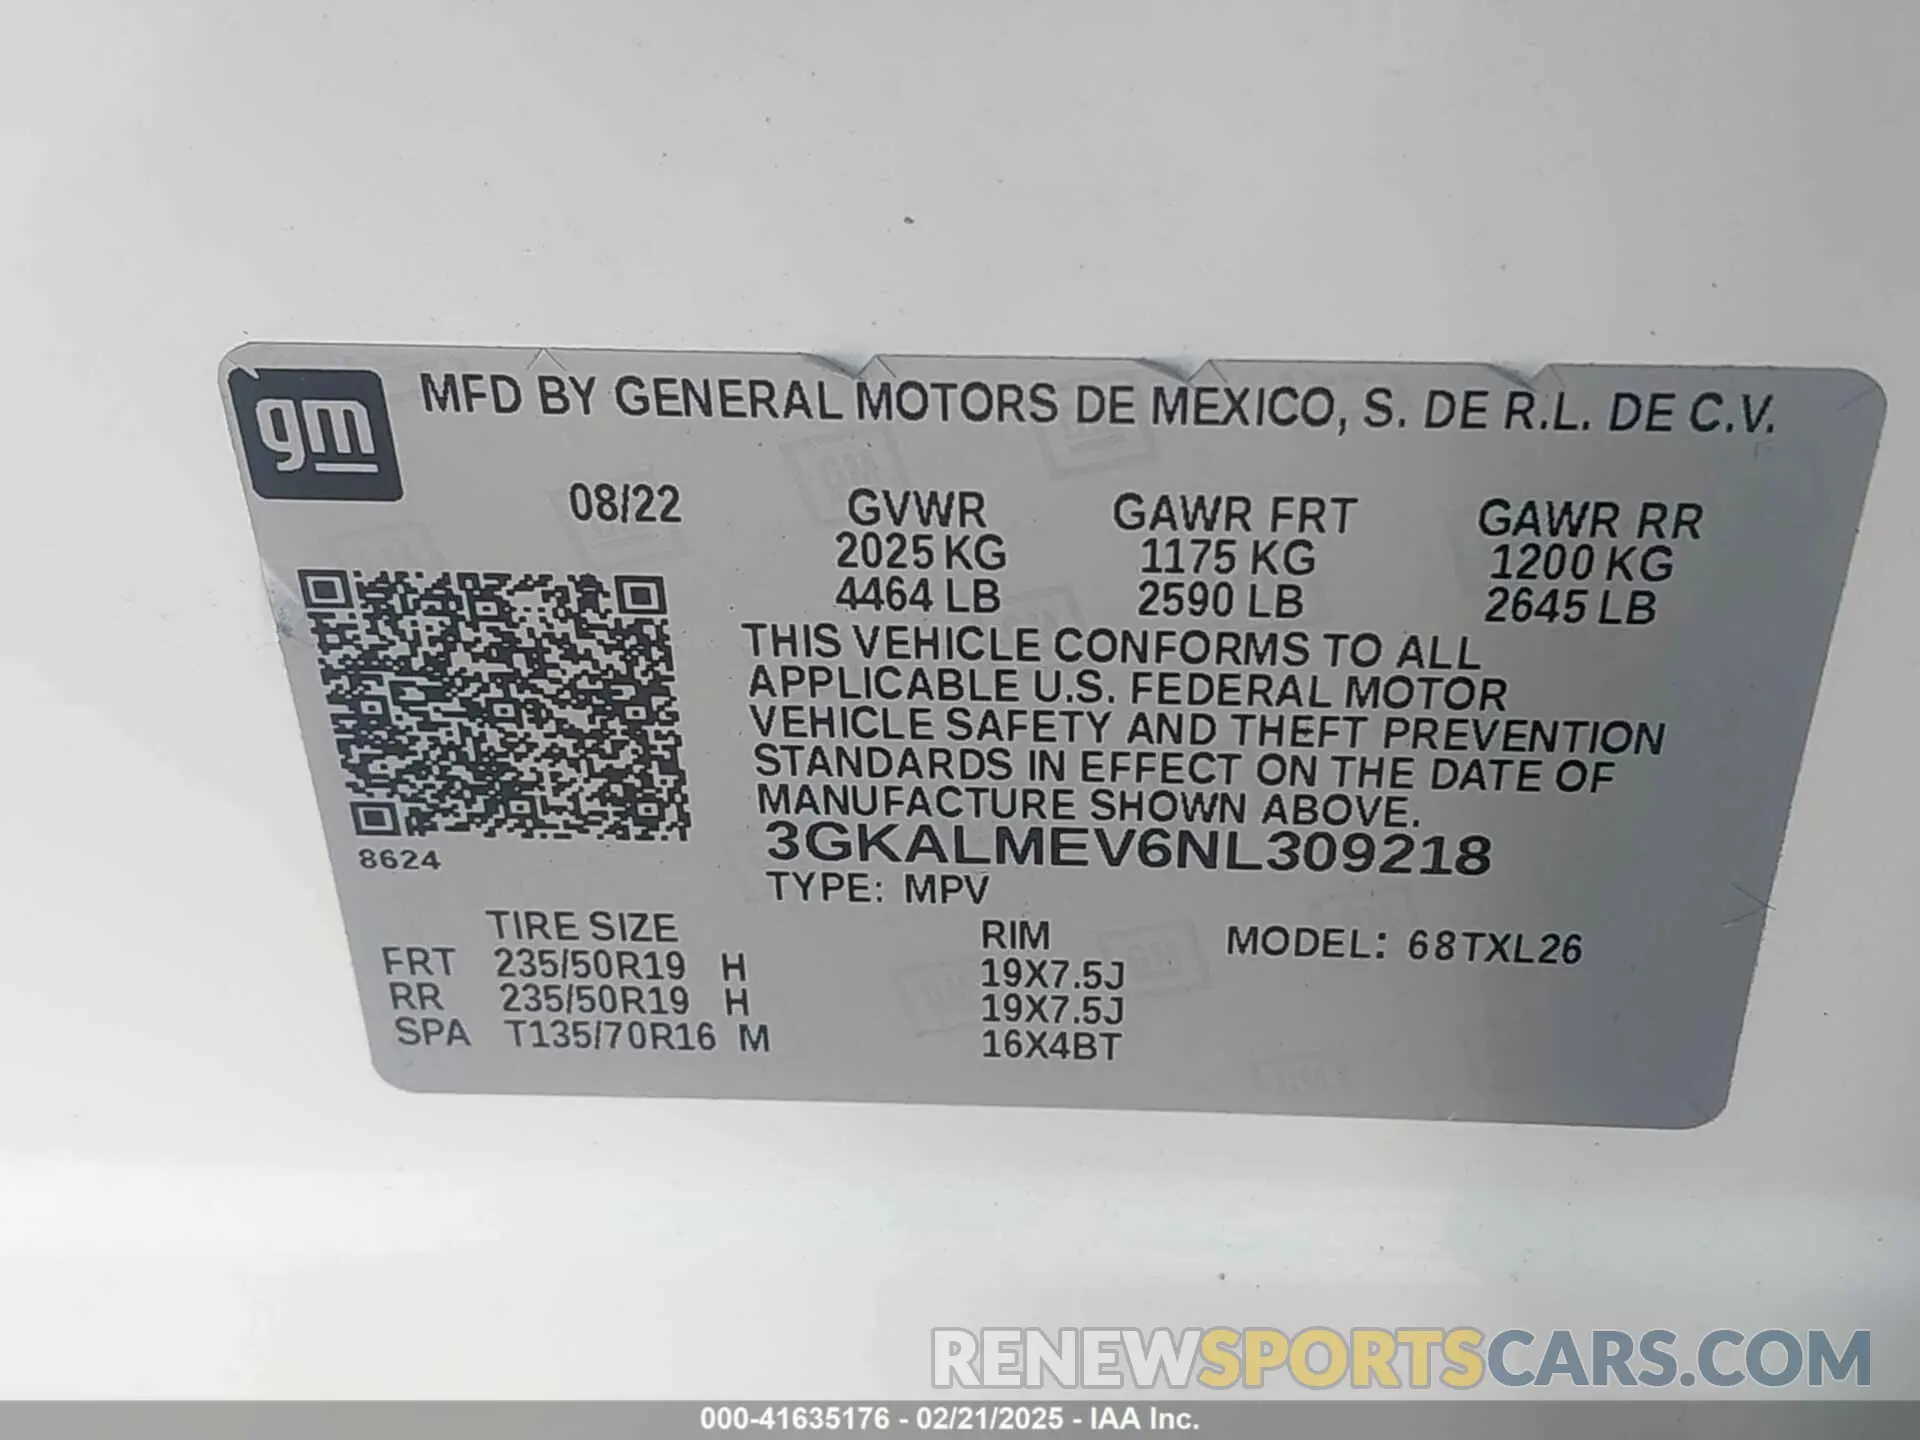 gm
MFD BY GENERAL MOTORS DE MEXICO, S. DE R.L. DE C.V.
08/22 GVWR GAWR FRT GAWR RR
2025 KG 1175 KG 1200 KG
4464 LB 2590 LB 2645 LB
THIS VEHICLE CONFORMS TO ALL
APPLICABLE U.S. FEDERAL MOTOR
VEHICLE SAFETY AND THEFT PREVENTION
STANDARDS IN EFFECT ON THE DATE OF
MANUFACTURE SHOWN ABOVE.
3GKALMEV6NL309218
8624
TYPE: MPV
TIRE SIZE RIM MODEL: 68TXL26
FRT 235/50R19 H 19X7.5J
RR 235/50R19 H 19X7.5J
SPA T135/70R16 M 16X4BT
RENEWSPORTSCARS.COM
000-41635176 - 02/21/2025 - IAA Inc.